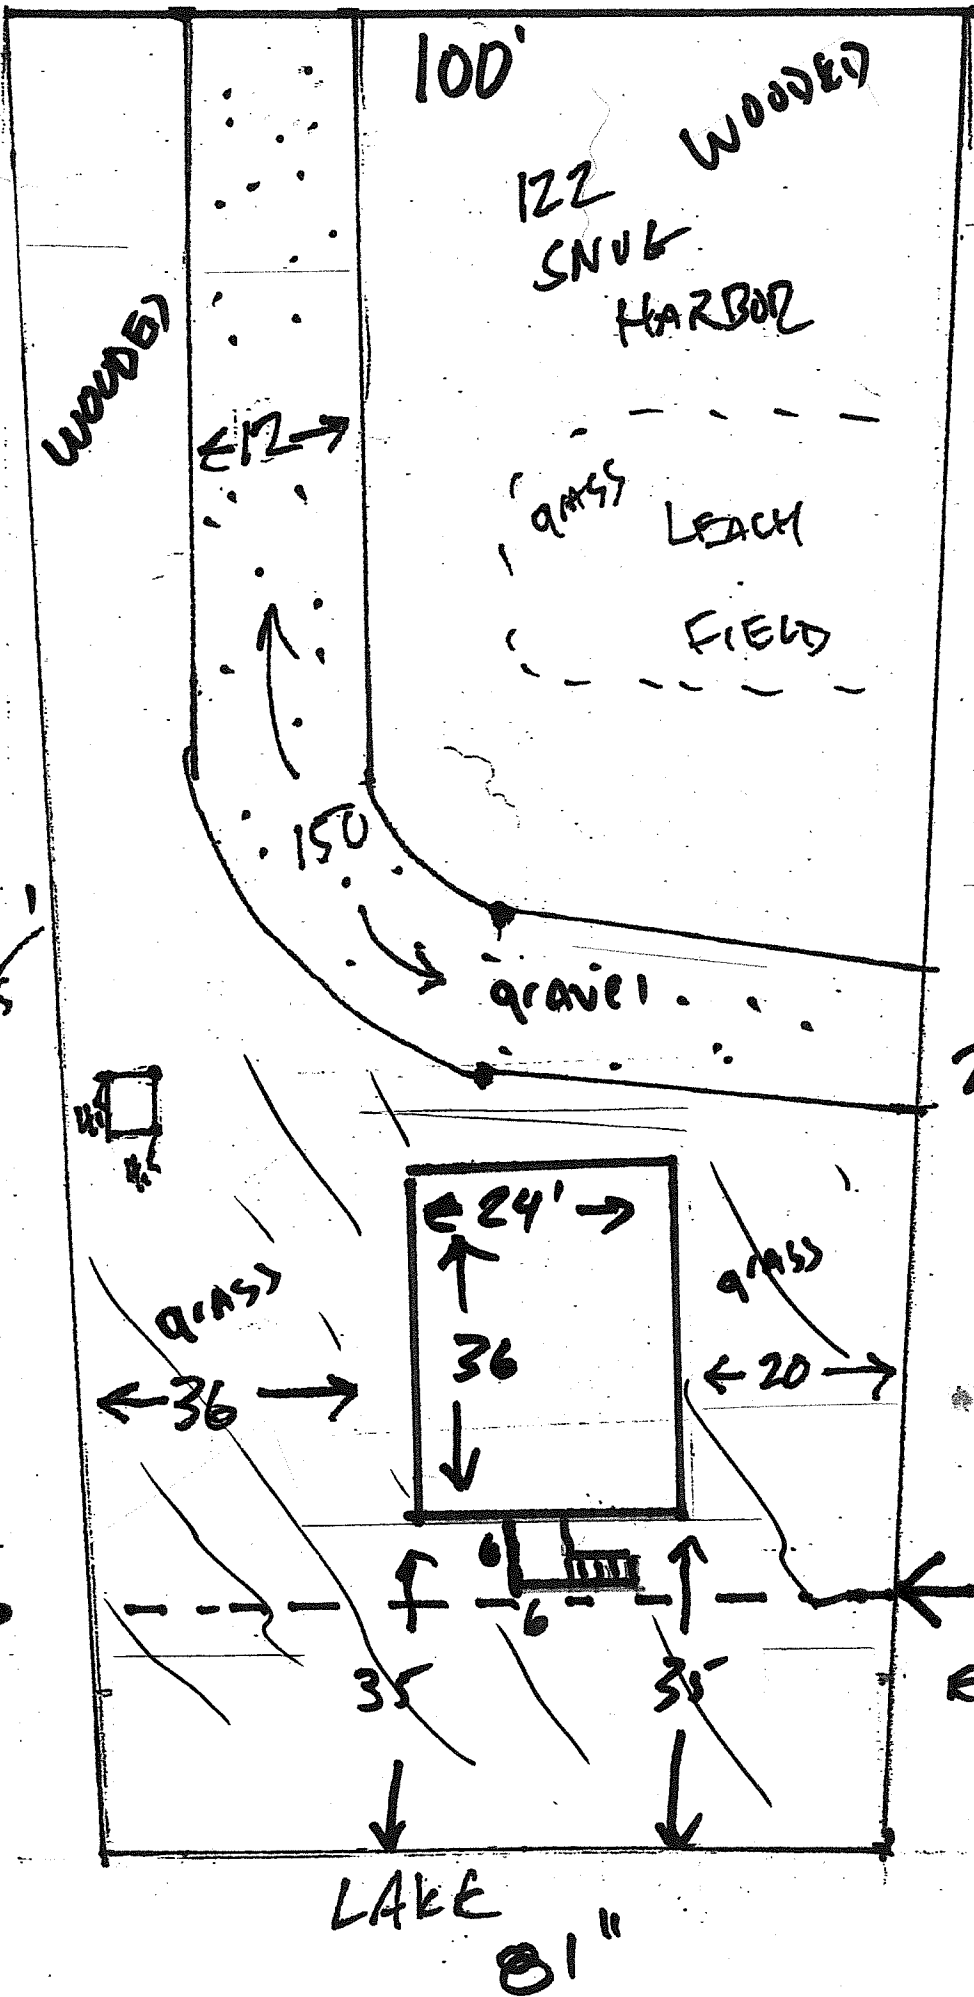 100'
WOODED
122
SNUG
HARBOR
WOODED
←12→
grass
LEACH
FIELD
150
gravel
←24'→
grass
grass
36
←20→
←36→
6
6
35
35
LAKE
81"